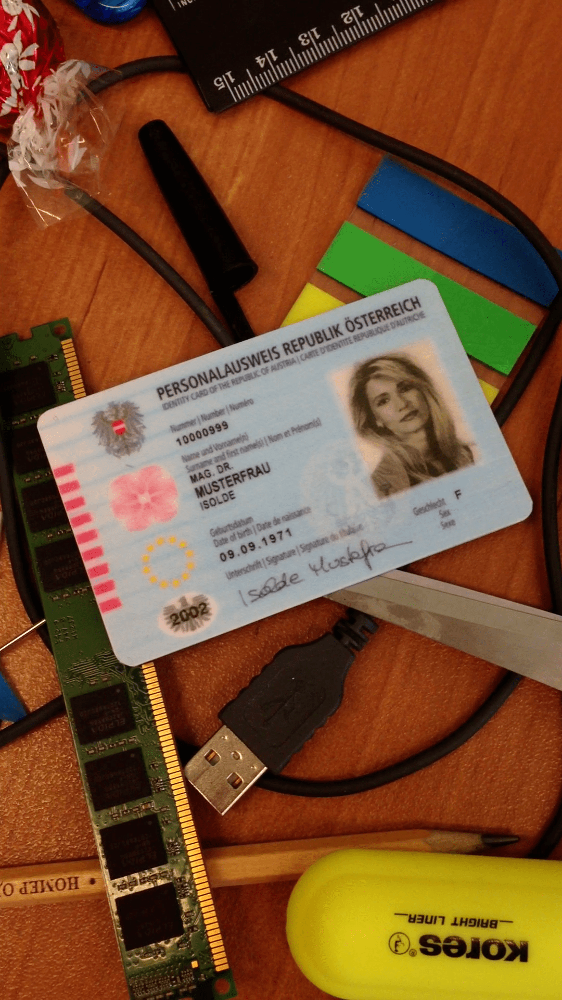 15 14 13 12
PERSONALAUSWEIS REPUBLIK ÖSTERREICH
IDENTITY CARD OF THE REPUBLIC OF AUSTRIA | CARTE D'IDENTITE REPUBLIQUE D'AUTRICHE
Nummer | Number | Numéro
10000999
Name und Vorname(n)
Surname and first name(s) | Nom et Prénom(s)
MAG. DR.
MUSTERFRAU
ISOLDE
Geburtsdatum
Date of birth | Date de naissance
09.09.1971
Geschlecht F
Sex
Sexe
Unterschrift | Signature | Signature du titulaire
Isolde Musterfra
2002
ELPIDA
ELPIDA
HOMEP
BRIGHT LINER
Kores®